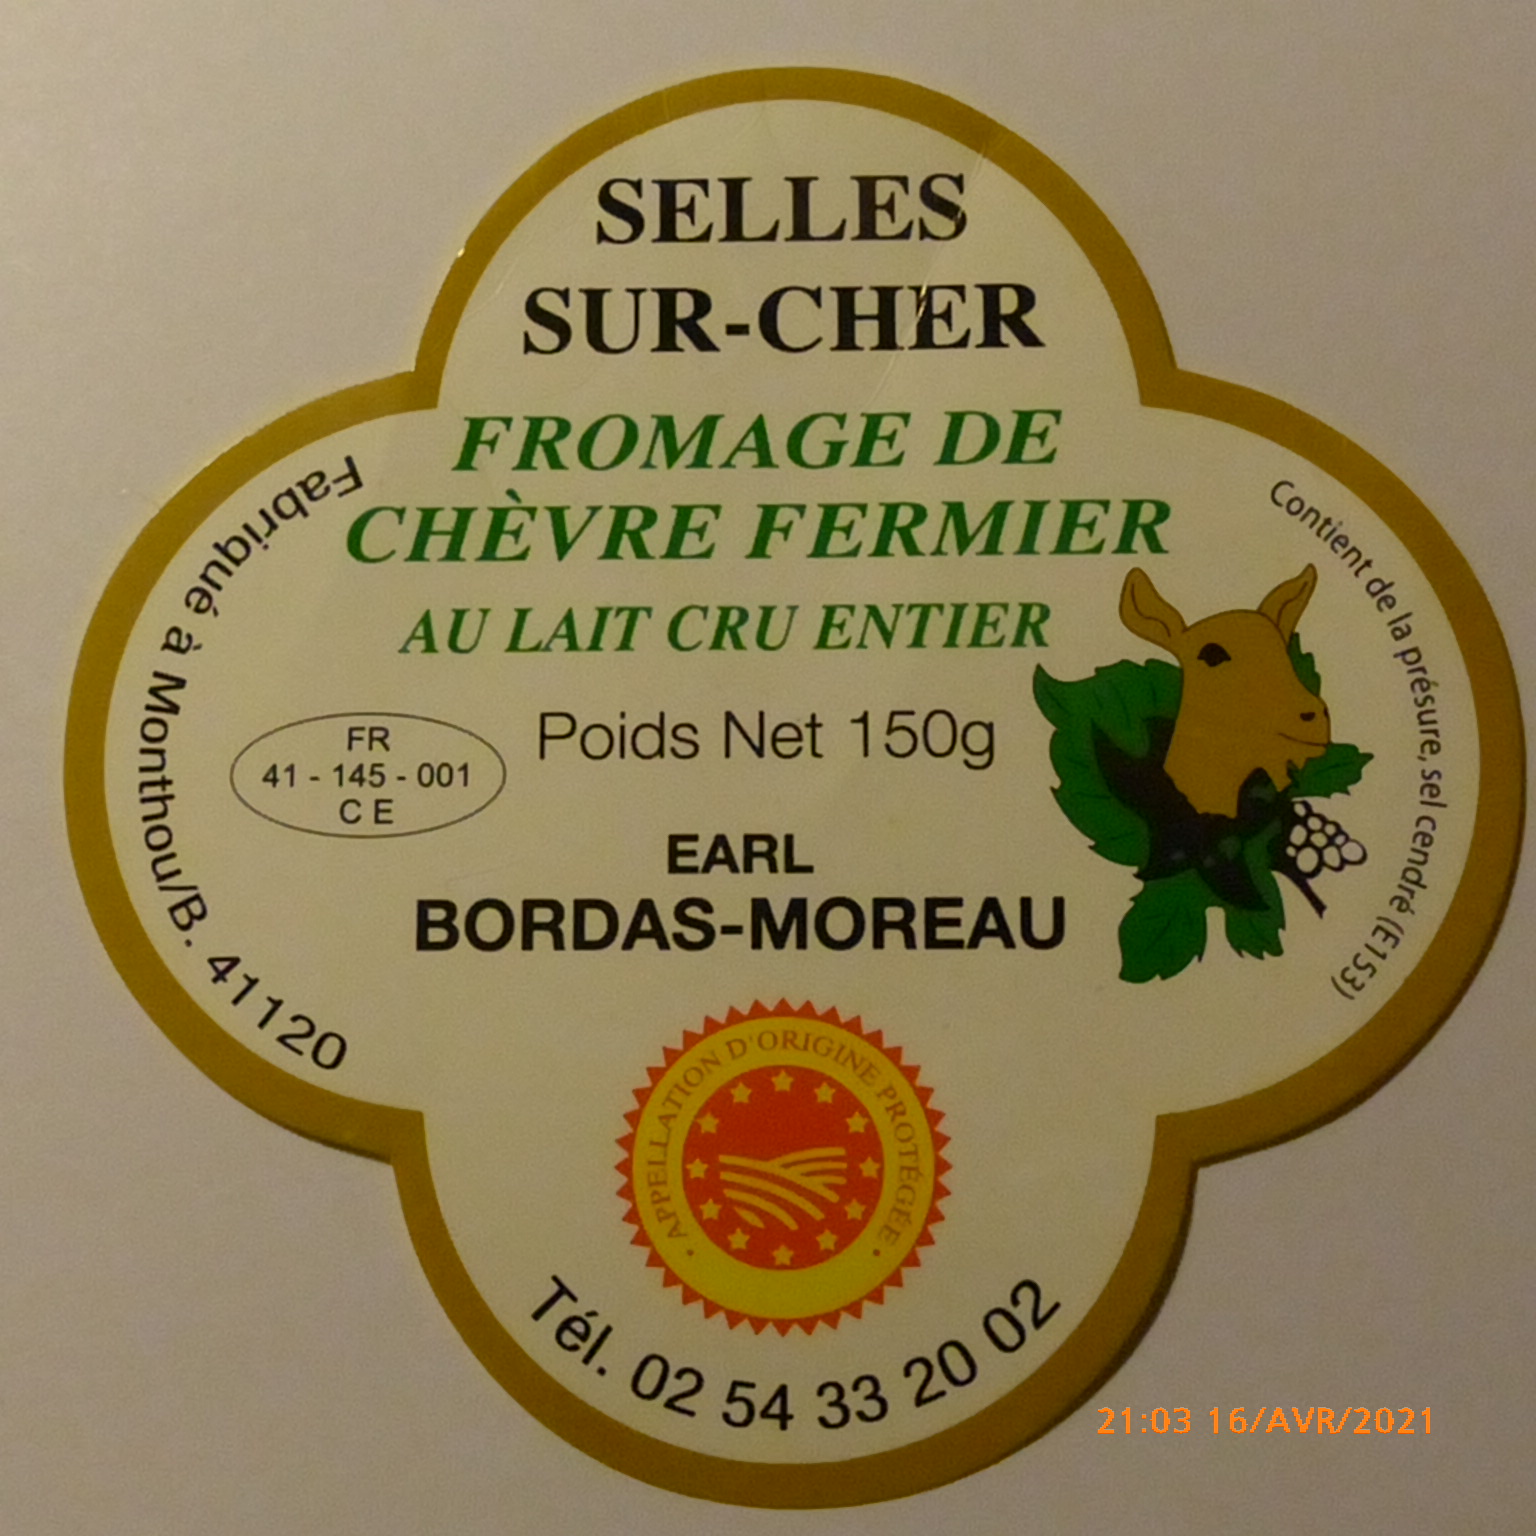 SELLES
SUR-CHER
FROMAGE DE
CHÈVRE FERMIER
AU LAIT CRU ENTIER
Poids Net 150g
FR
41 - 145 - 001
C E
EARL
BORDAS-MOREAU
Fabriqué à Monthou/B. 41120
Contient de la présure, sel cendré (E153)
• APPELLATION D'ORIGINE PROTÉGÉE •
Tél. 02 54 33 20 02
21:03 16/AVR/2021